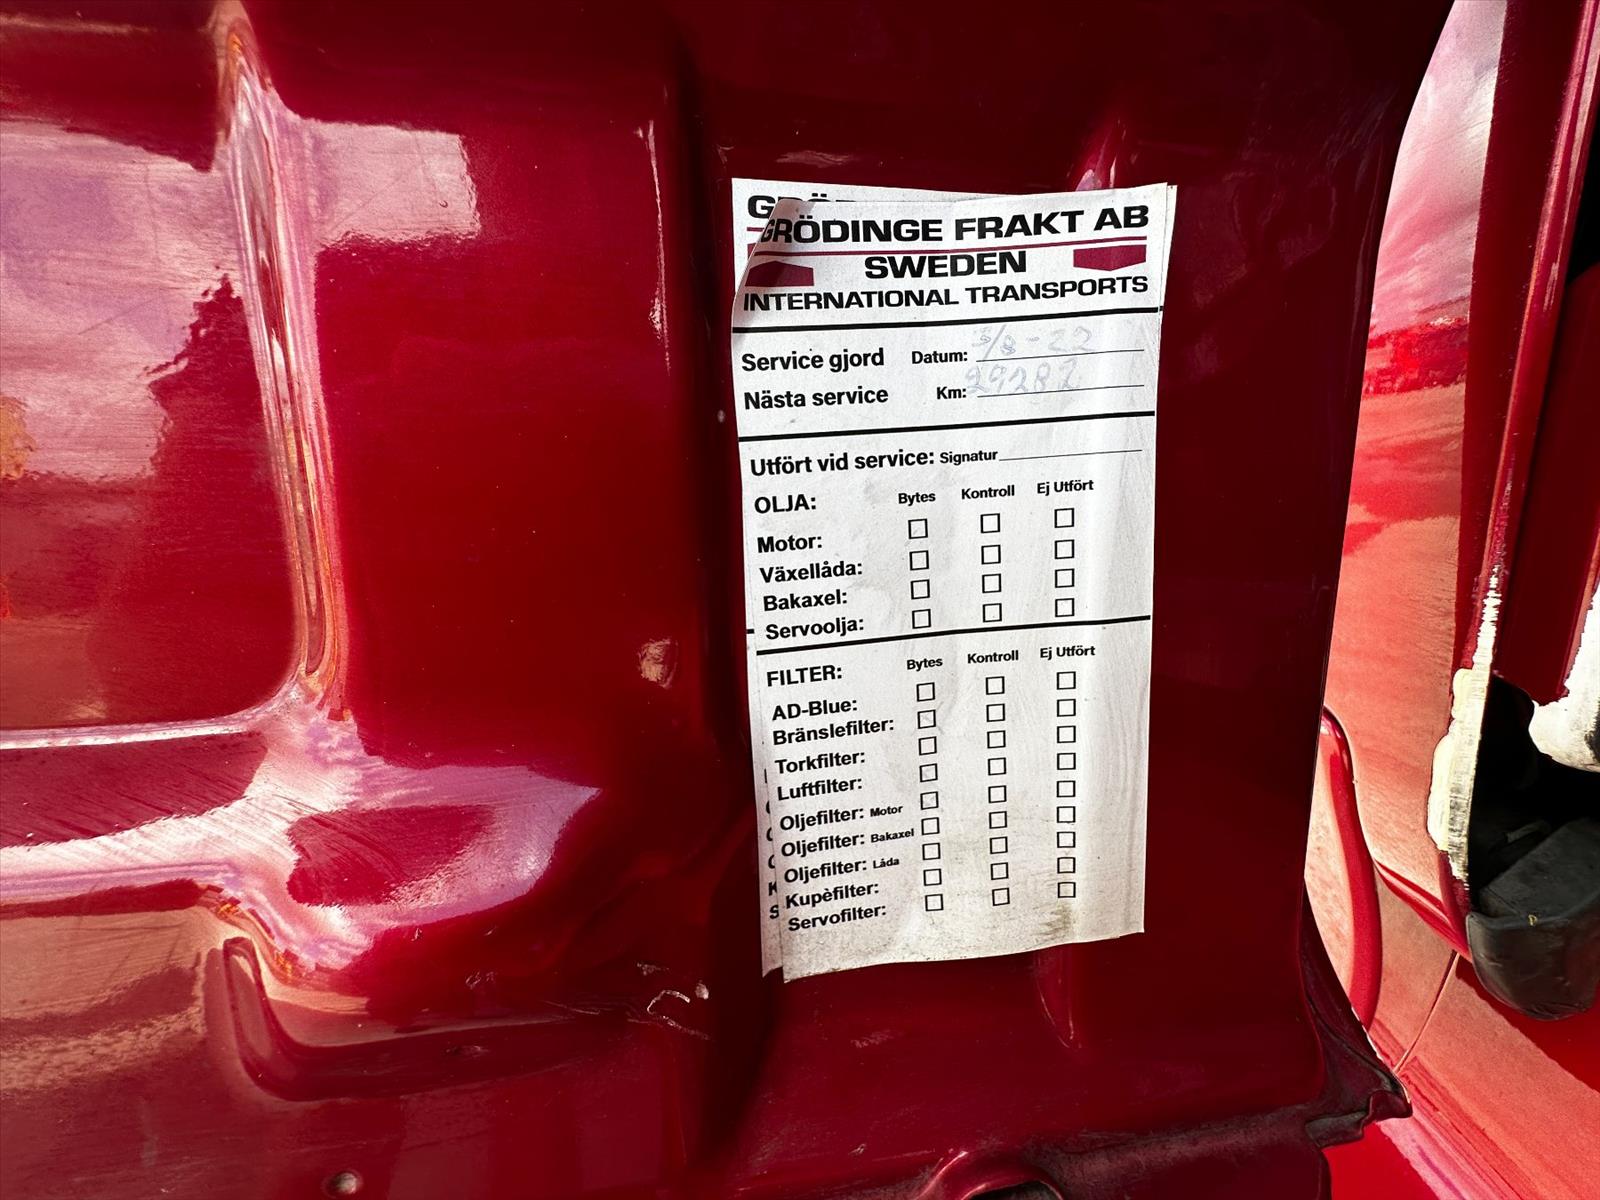 GRÖDINGE FRAKT AB
SWEDEN
INTERNATIONAL TRANSPORTS
Service gjord Datum: 3/8-22
Nästa service Km: 29282
Utfört vid service: Signatur
OLJA: Bytes Kontroll Ej Utfört
Motor:
Växellåda:
Bakaxel:
Servoolja:
FILTER: Bytes Kontroll Ej Utfört
AD-Blue:
Bränslefilter:
Torkfilter:
Luftfilter:
Oljefilter: Motor
Oljefilter: Bakaxel
Oljefilter: Låda
Kupèfilter:
Servofilter: